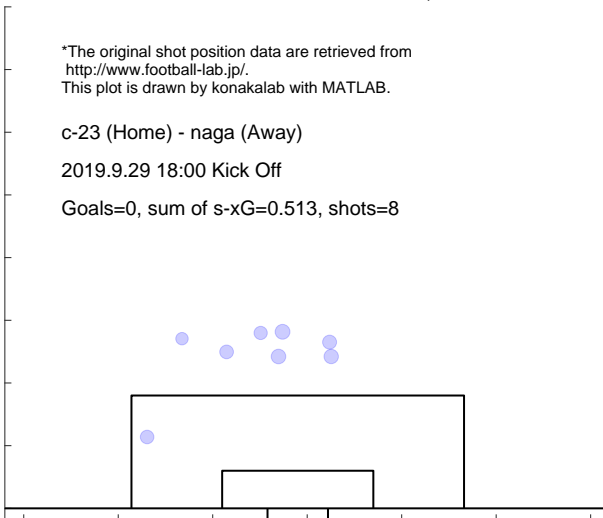 *The original shot position data are retrieved from
http://www.football-lab.jp/.
This plot is drawn by konakalab with MATLAB.
c-23 (Home) - naga (Away)
2019.9.29 18:00 Kick Off
Goals=0, sum of s-xG=0.513, shots=8